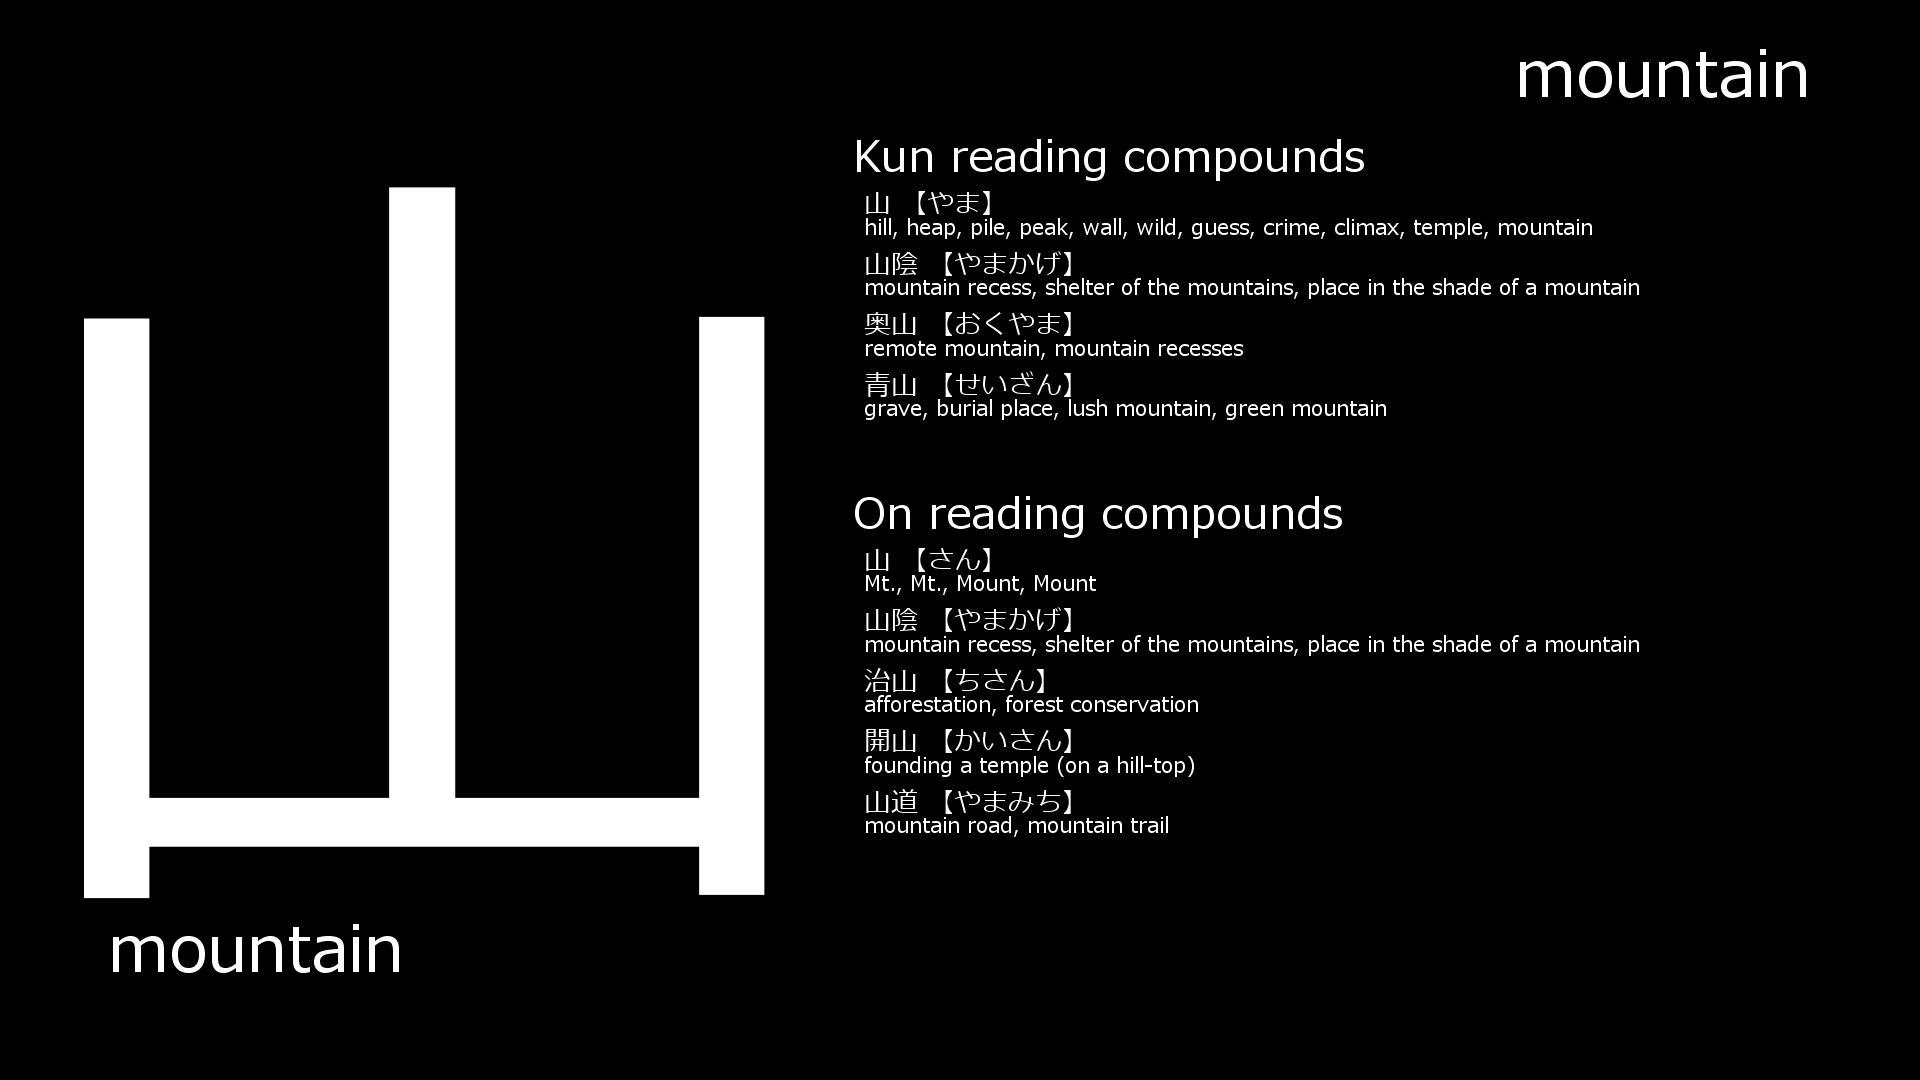 mountain
山
mountain
Kun reading compounds
山 【やま】
hill, heap, pile, peak, wall, wild, guess, crime, climax, temple, mountain
山陰 【やまかげ】
mountain recess, shelter of the mountains, place in the shade of a mountain
奥山 【おくやま】
remote mountain, mountain recesses
青山 【せいざん】
grave, burial place, lush mountain, green mountain
On reading compounds
山 【さん】
Mt., Mt., Mount, Mount
山陰 【やまかげ】
mountain recess, shelter of the mountains, place in the shade of a mountain
治山 【ちさん】
afforestation, forest conservation
開山 【かいさん】
founding a temple (on a hill-top)
山道 【やまみち】
mountain road, mountain trail